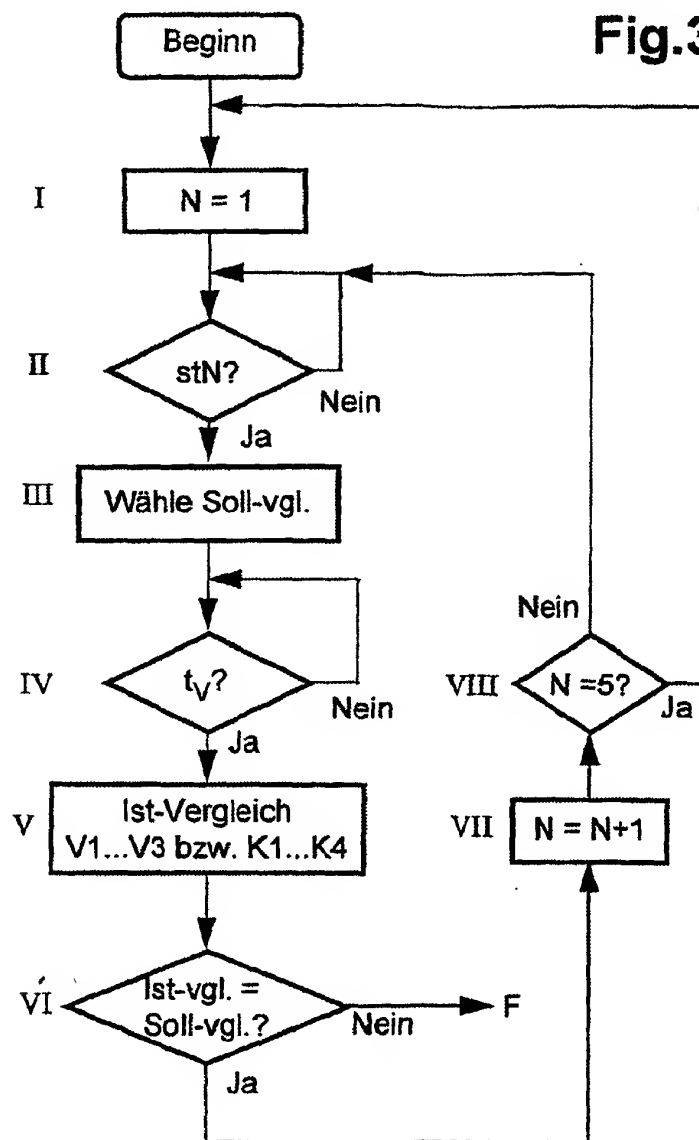 Beginn
Fig.3
I
N = 1
II
stN?
Nein
Ja
III
Wähle Soll-vgl.
IV
tV?
Nein
Ja
V
Ist-Vergleich
V1...V3 bzw. K1...K4
VI
Ist-vgl. =
Soll-vgl.?
Nein
F
Ja
Nein
VIII
N =5?
Ja
VII
N = N+1